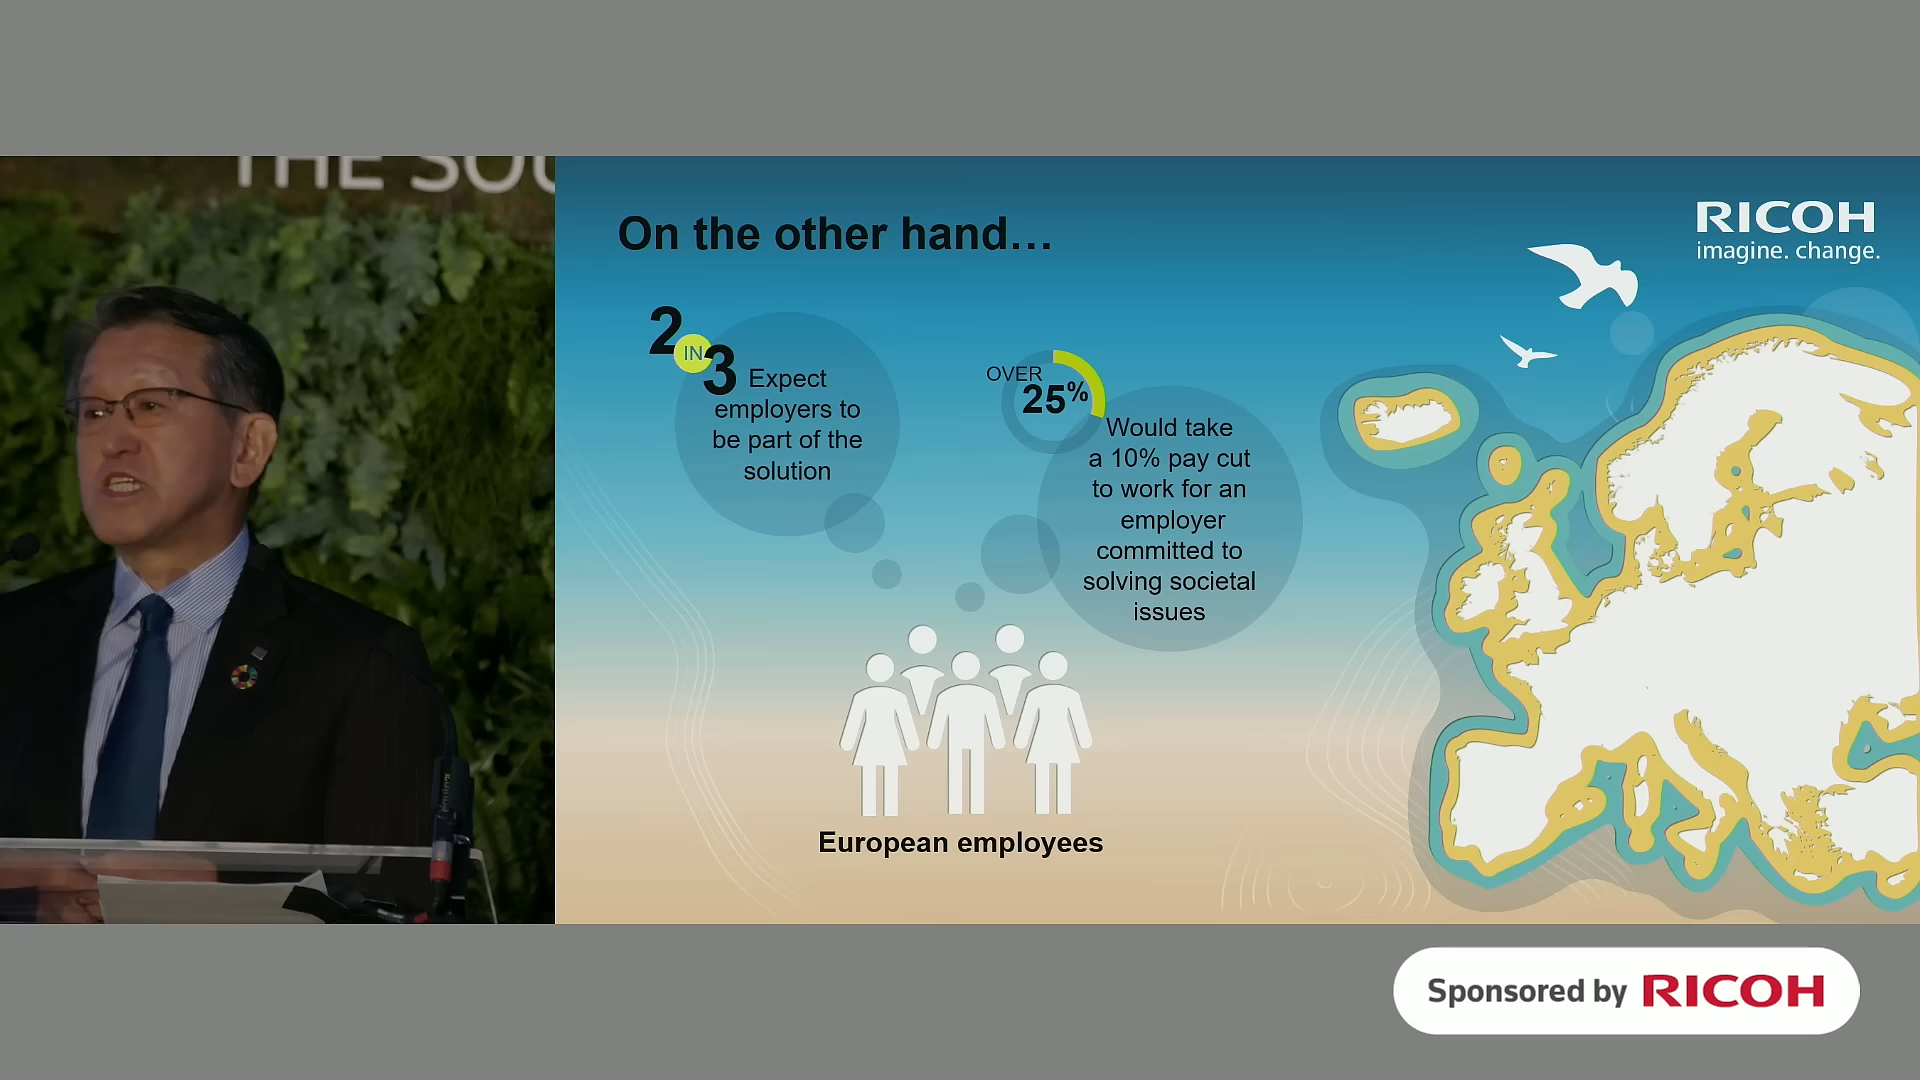 THE SOU
On the other hand...
RICOH
imagine. change.
2 IN 3 Expect
employers to
be part of the
solution
OVER
25%
Would take
a 10% pay cut
to work for an
employer
committed to
solving societal
issues
European employees
Sponsored by RICOH